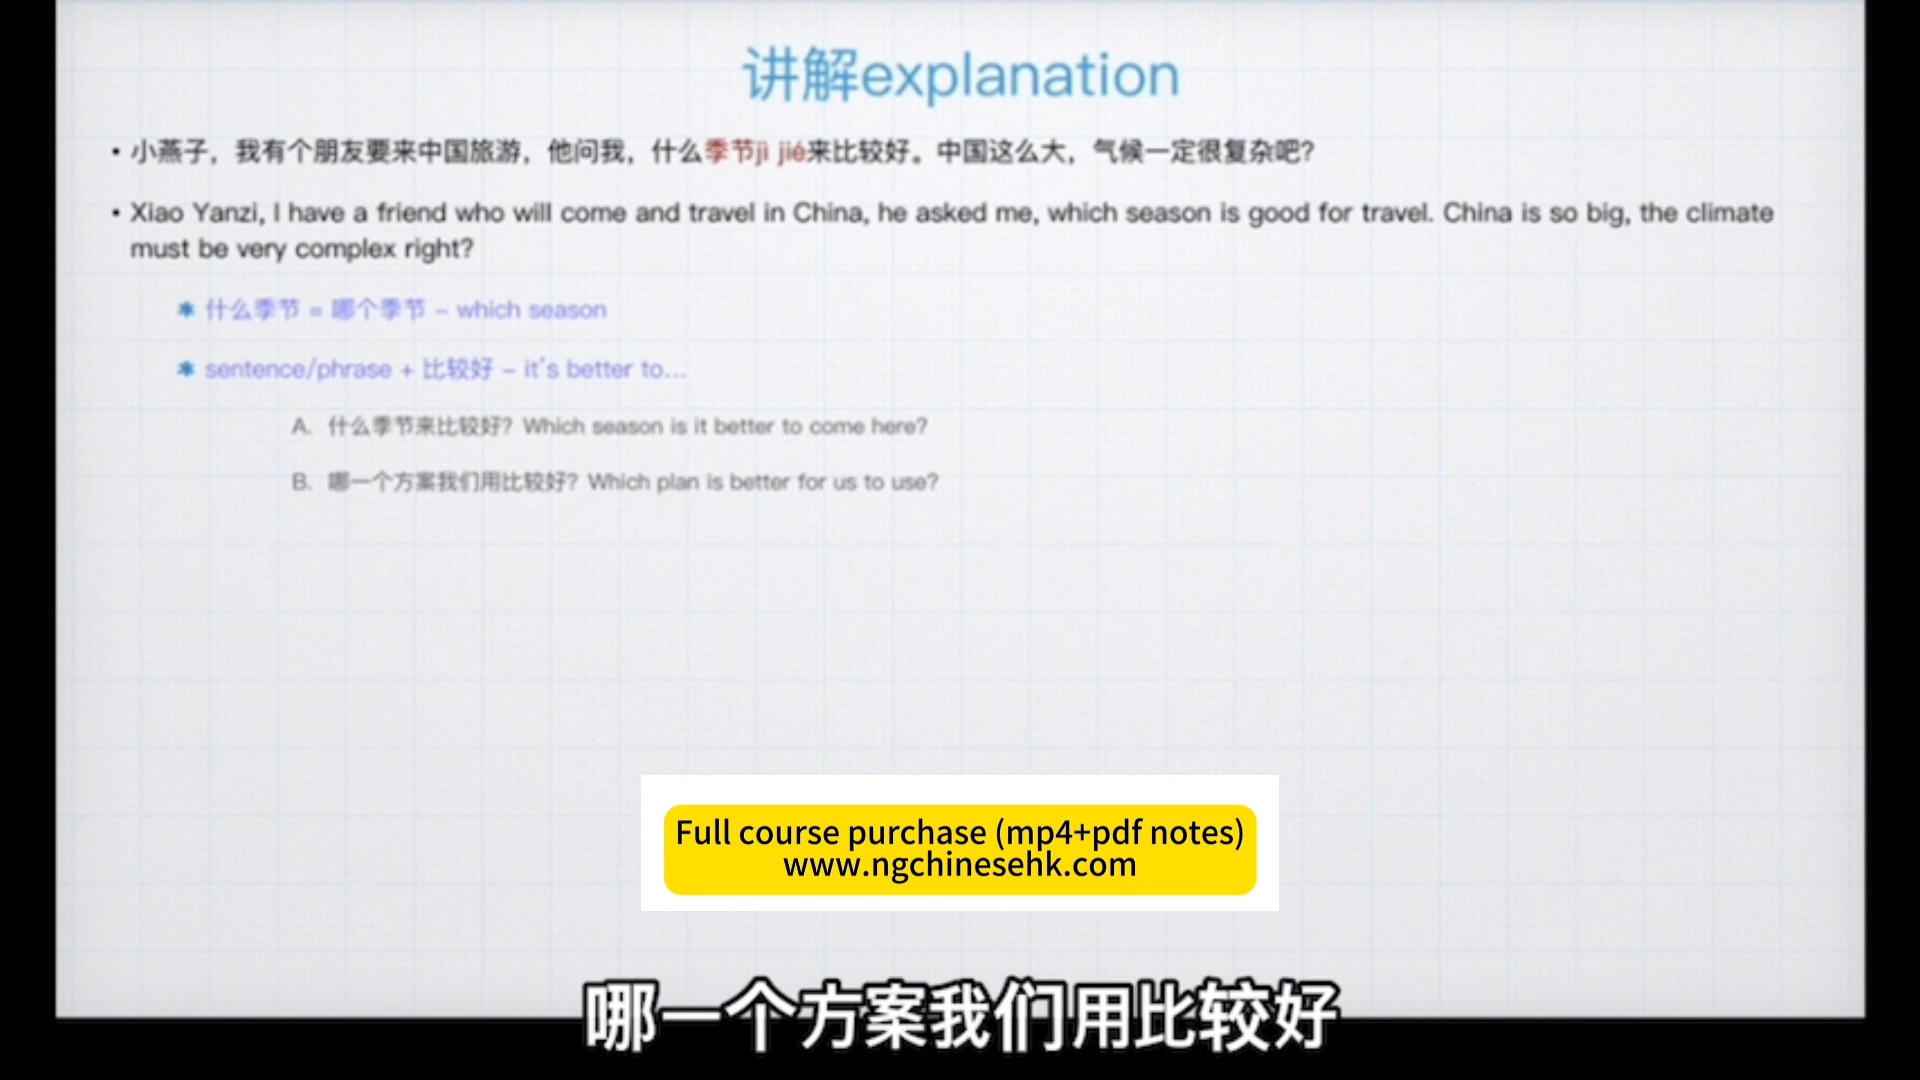 讲解explanation
• 小燕子，我有个朋友要来中国旅游，他问我，什么季节jì jié来比较好。中国这么大，气候一定很复杂吧？
• Xiao Yanzi, I have a friend who will come and travel in China, he asked me, which season is good for travel. China is so big, the climate
must be very complex right?
✱ 什么季节 = 哪个季节 – which season
✱ sentence/phrase + 比较好 – it's better to...
A. 什么季节来比较好？Which season is it better to come here?
B. 哪一个方案我们用比较好？Which plan is better for us to use?
Full course purchase (mp4+pdf notes)
www.ngchinesehk.com
哪一个方案我们用比较好